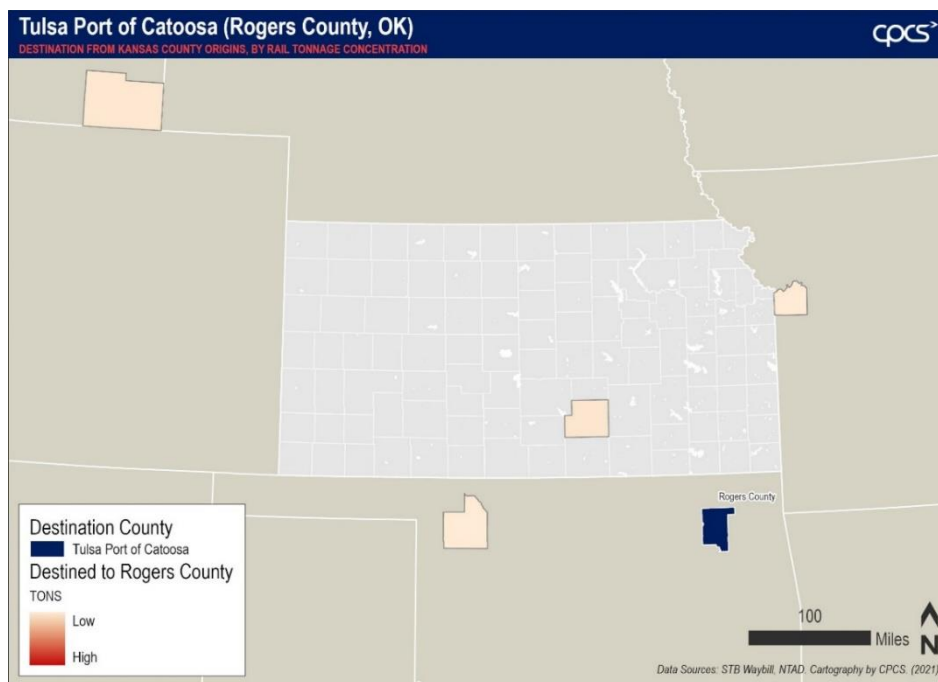 Tulsa Port of Catoosa (Rogers County, OK)
DESTINATION FROM KANSAS COUNTY ORIGINS, BY RAIL TONNAGE CONCENTRATION
cpcs>
Rogers County
Destination County
Tulsa Port of Catoosa
Destined to Rogers County
TONS
Low
High
100
Miles
N
Data Sources: STB Waybill, NTAD. Cartography by CPCS. (2021)